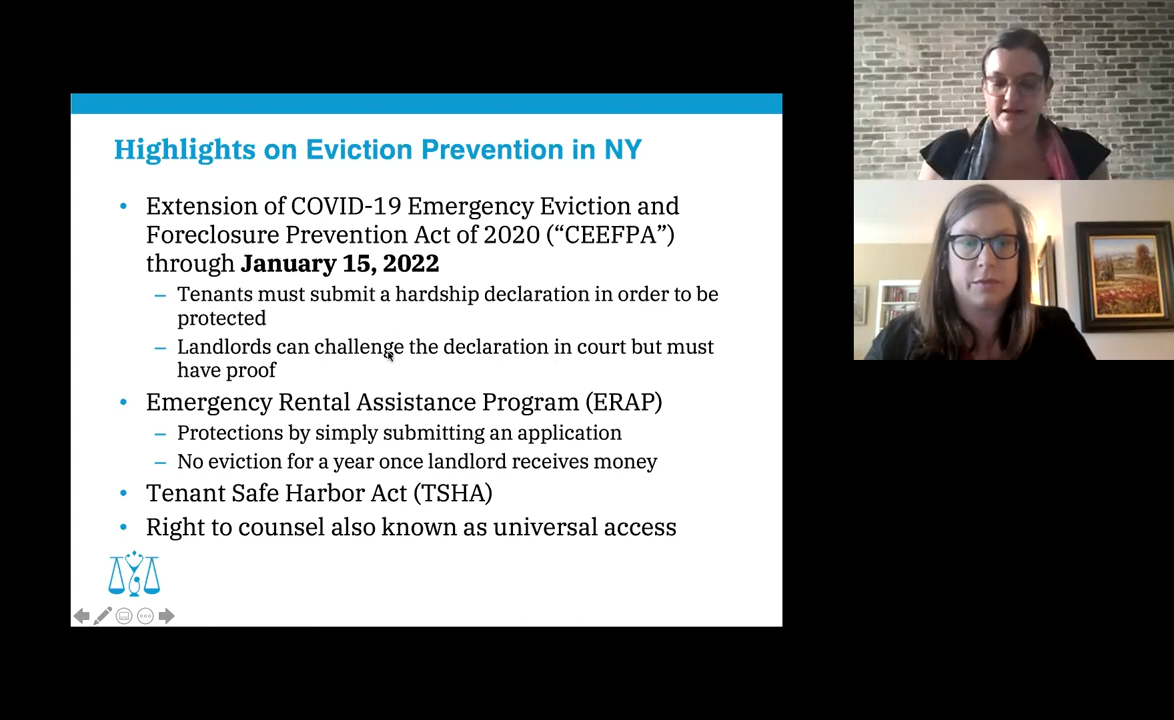 Highlights on Eviction Prevention in NY
• Extension of COVID-19 Emergency Eviction and
Foreclosure Prevention Act of 2020 (“CEEFPA”)
through January 15, 2022
– Tenants must submit a hardship declaration in order to be
protected
– Landlords can challenge the declaration in court but must
have proof
• Emergency Rental Assistance Program (ERAP)
– Protections by simply submitting an application
– No eviction for a year once landlord receives money
• Tenant Safe Harbor Act (TSHA)
• Right to counsel also known as universal access